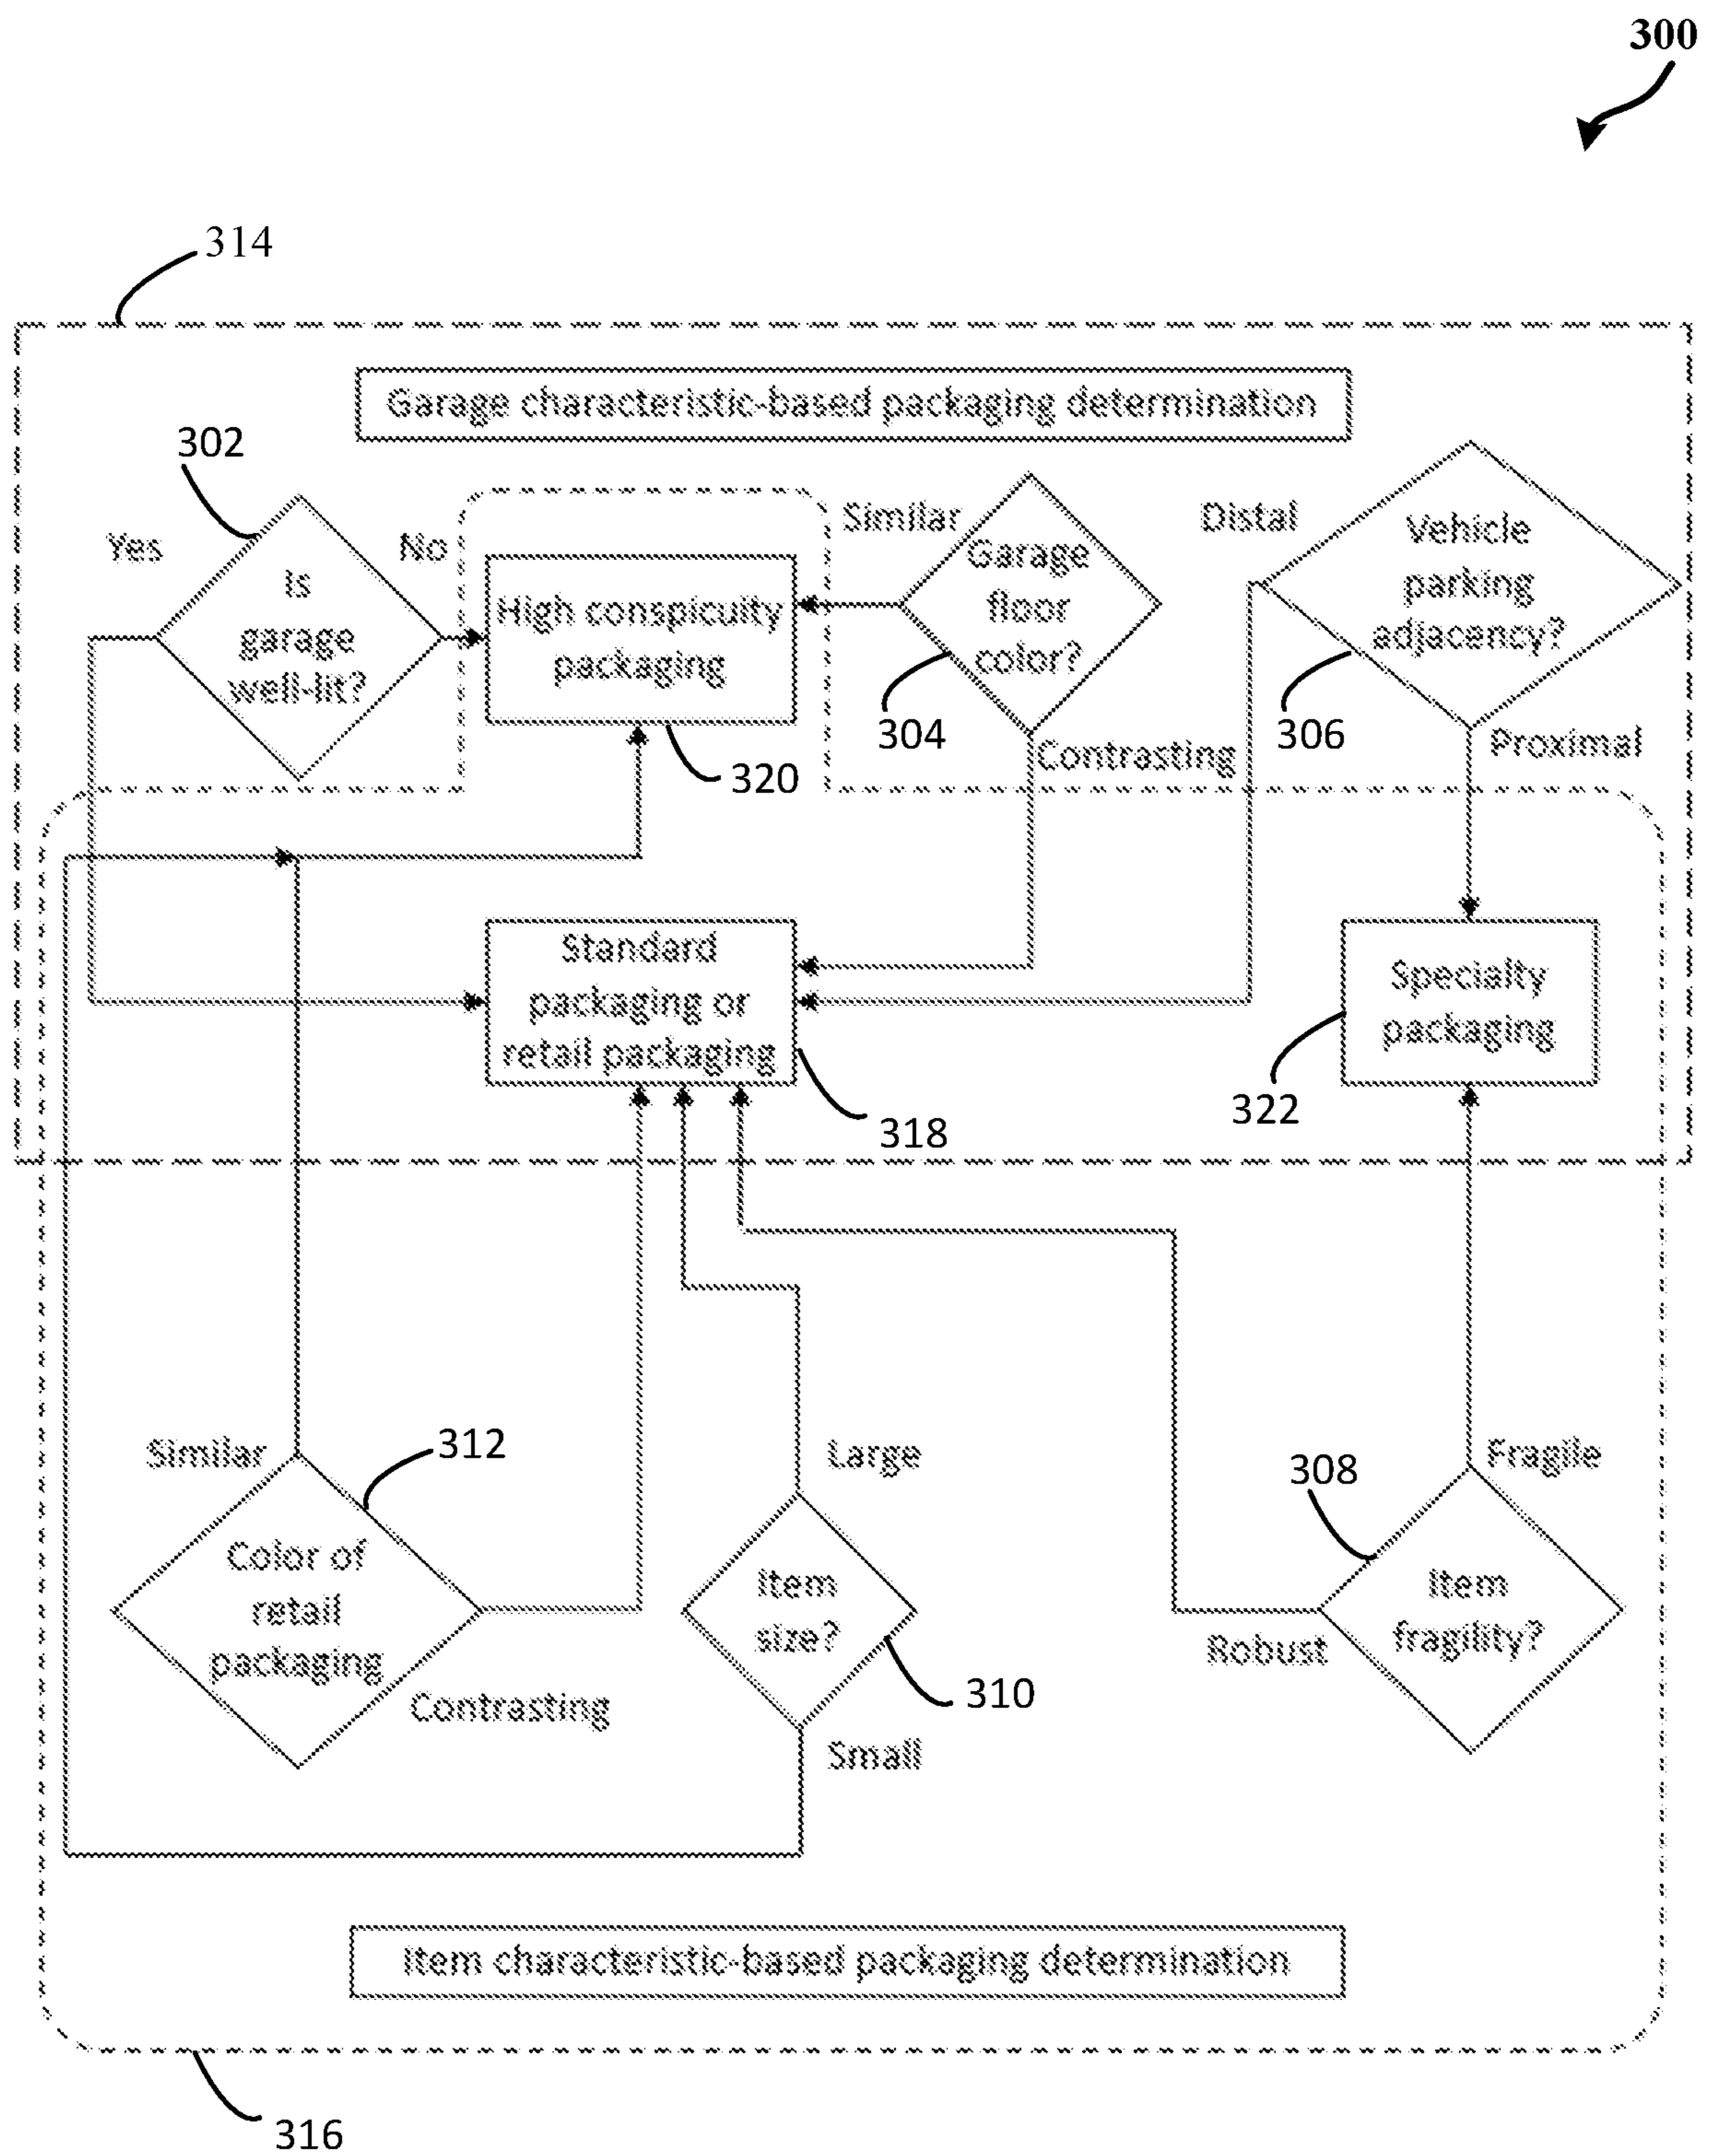 300
314
Garage characteristic-based packaging determination
302
Yes
No
Is
garage
well-lit?
High conspicuity
packaging
320
Similar
Garage
floor
color?
304
Contrasting
Distal
Vehicle
parking
adjacency?
306
Proximal
Standard
packaging or
retail packaging
318
Specialty
packaging
322
Similar
312
Color of
retail
packaging
Contrasting
Large
Item
size?
310
Small
308
Fragile
Item
fragility?
Robust
Item characteristic-based packaging determination
316